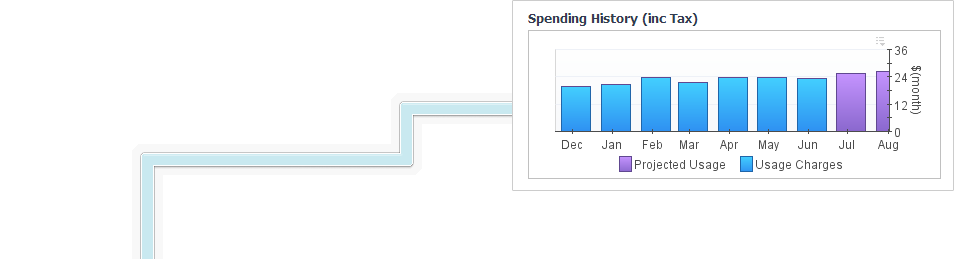 Spending History (inc Tax)
36
24
12
0
$(month)
Dec Jan Feb Mar Apr May Jun Jul Aug
Projected Usage Usage Charges